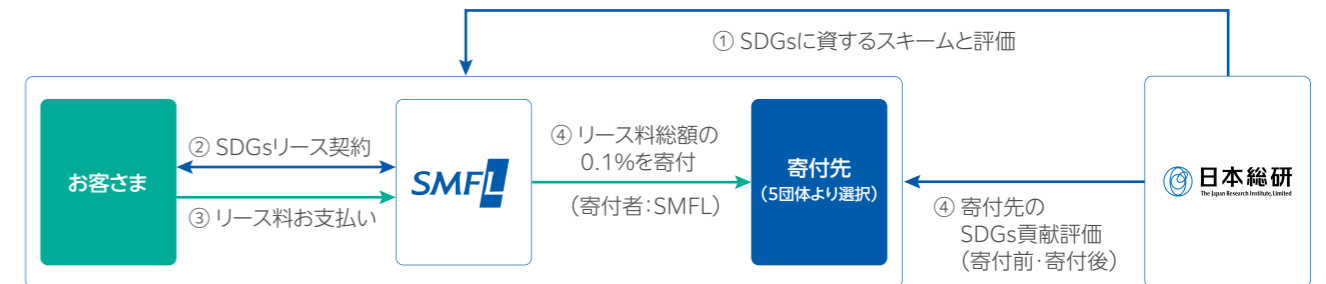 ① SDGsに資するスキームと評価
お客さま
② SDGsリース契約
③ リース料お支払い
SMFL
④ リース料総額の
0.1%を寄付
（寄付者：SMFL）
寄付先
（5団体より選択）
④ 寄付先の
SDGs貢献評価
（寄付前・寄付後）
日本総研
The Japan Research Institute, Limited